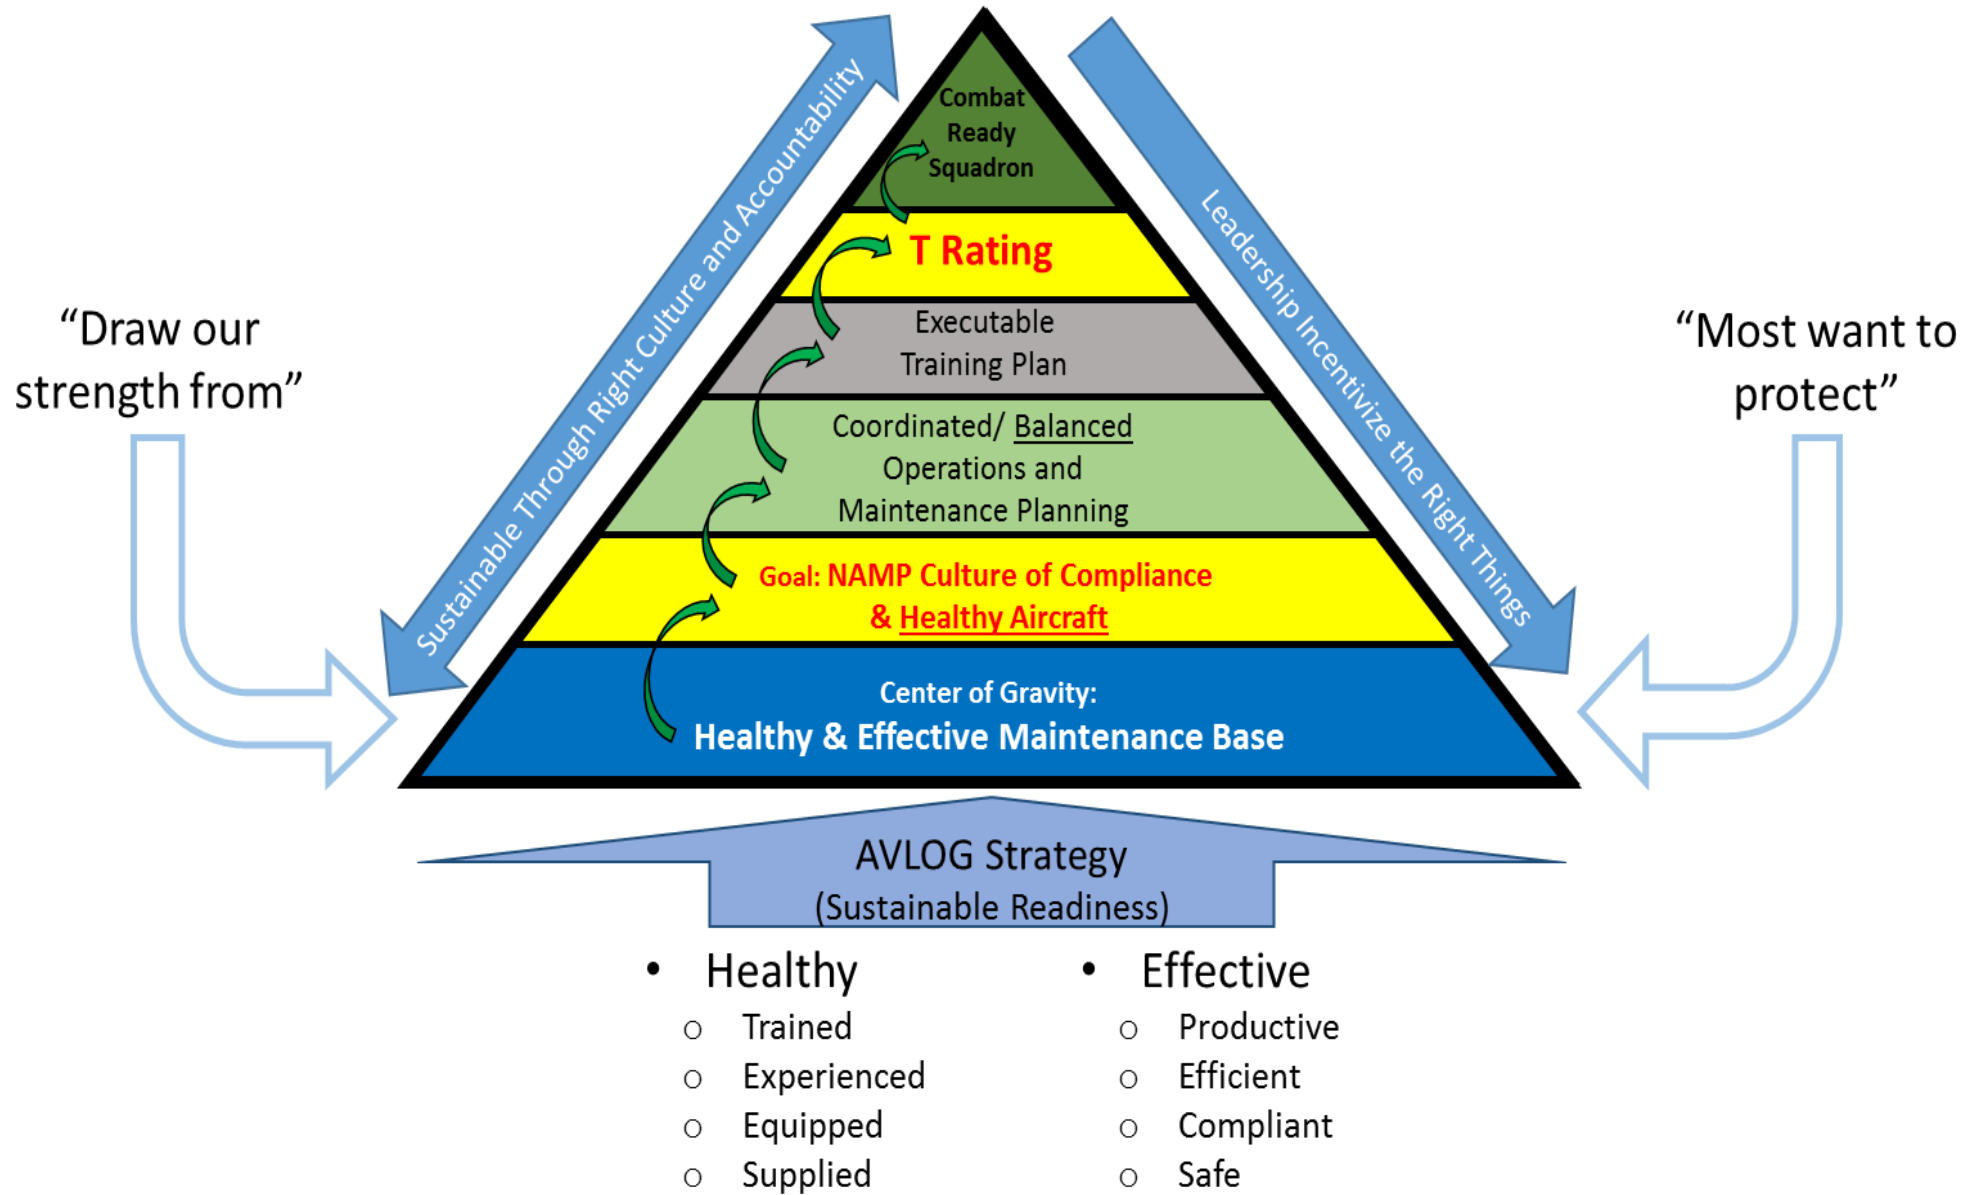 Combat
Ready
Squadron
T Rating
Executable
Training Plan
Coordinated/ Balanced
Operations and
Maintenance Planning
Goal: NAMP Culture of Compliance
& Healthy Aircraft
Center of Gravity:
Healthy & Effective Maintenance Base
Sustainable Through Right Culture and Accountability
Leadership Incentivize the Right Things
“Draw our
strength from”
“Most want to
protect”
AVLOG Strategy
(Sustainable Readiness)
• Healthy
o Trained
o Experienced
o Equipped
o Supplied
• Effective
o Productive
o Efficient
o Compliant
o Safe